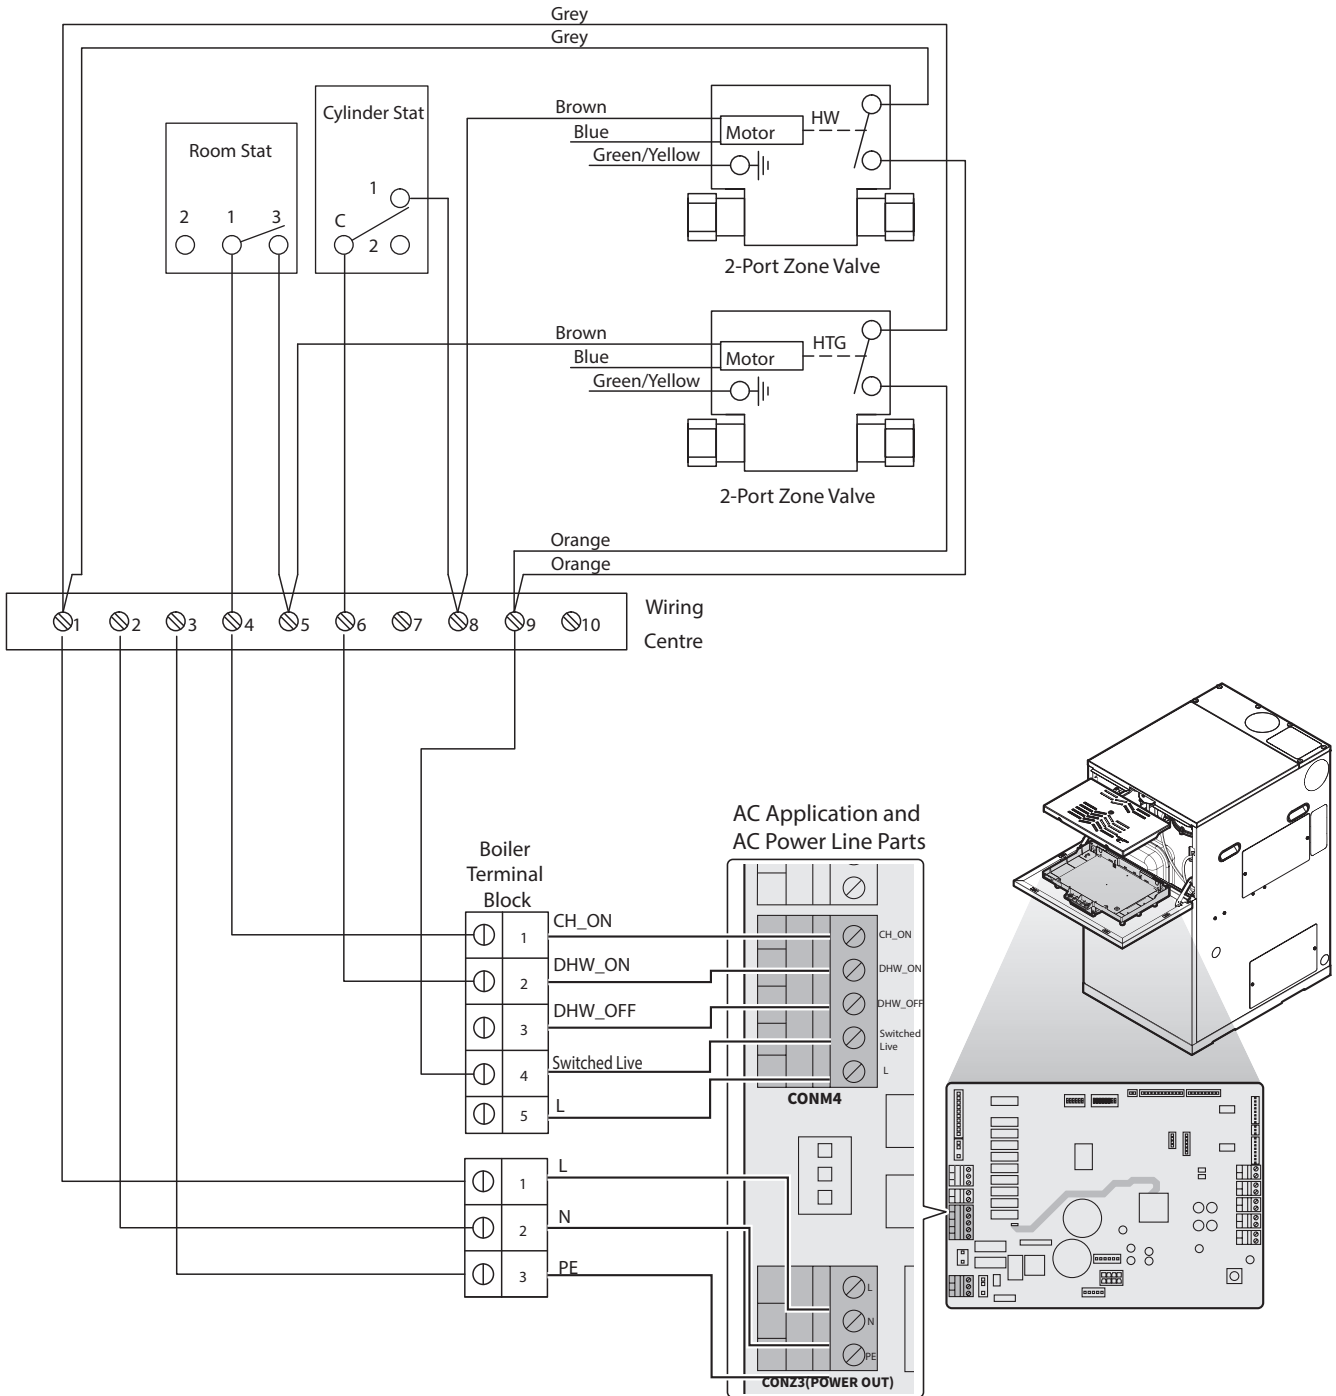 Grey
Grey
Cylinder Stat
Room Stat
1
C
2
2 1 3
Brown
Blue
Green/Yellow
Motor
HW
2-Port Zone Valve
Brown
Blue
Green/Yellow
Motor
HTG
2-Port Zone Valve
Orange
Orange
1 2 3 4 5 6 7 8 9 10
Wiring
Centre
AC Application and
AC Power Line Parts
Boiler
Terminal
Block
1 CH_ON
2 DHW_ON
3 DHW_OFF
4 Switched Live
5 L
CH_ON
DHW_ON
DHW_OFF
Switched
Live
L
CONM4
1 L
2 N
3 PE
L
N
PE
CONZ3(POWER OUT)